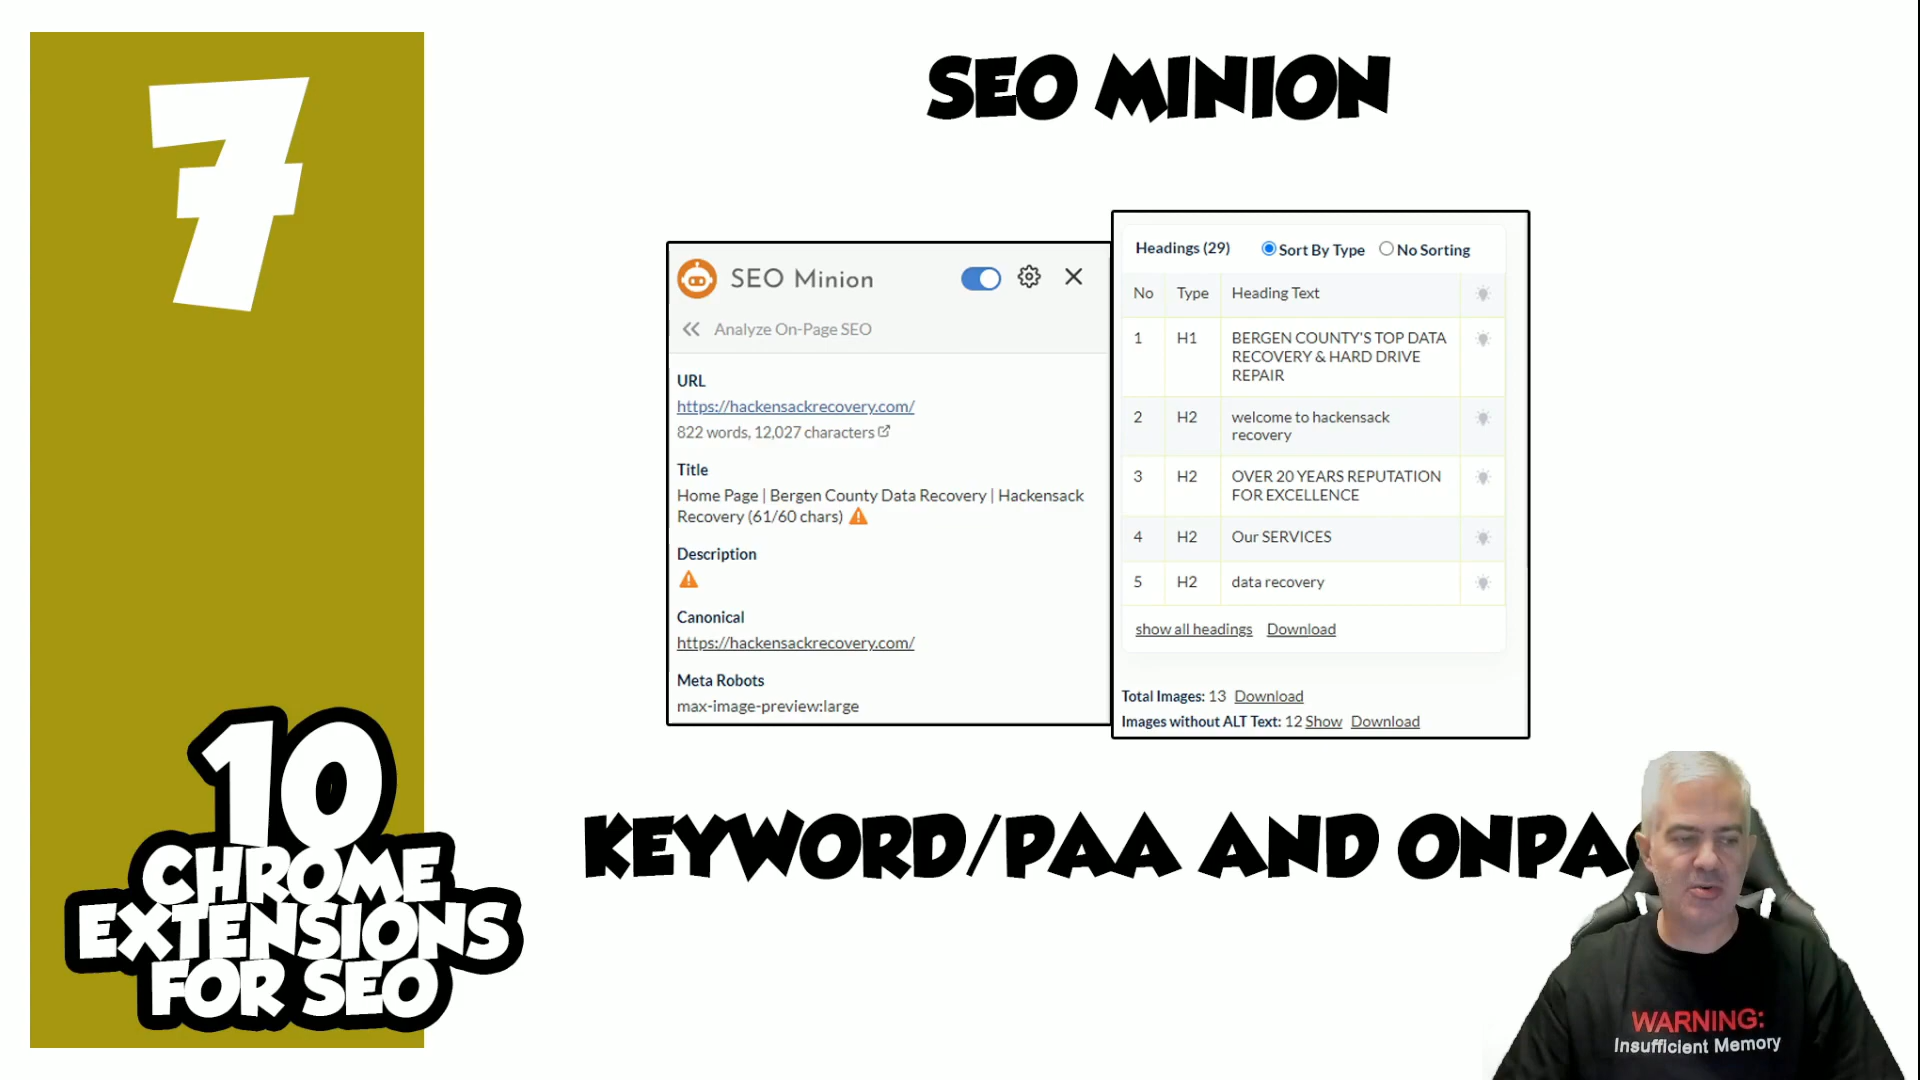 7
SEO MINION
SEO Minion
Analyze On-Page SEO
URL
https://hackensackrecovery.com/
822 words, 12,027 characters
Title
Home Page | Bergen County Data Recovery | Hackensack
Recovery (61/60 chars)
Description
Canonical
https://hackensackrecovery.com/
Meta Robots
max-image-preview:large
Headings (29) Sort By Type No Sorting
No Type Heading Text
1 H1 BERGEN COUNTY'S TOP DATA
RECOVERY & HARD DRIVE
REPAIR
2 H2 welcome to hackensack
recovery
3 H2 OVER 20 YEARS REPUTATION
FOR EXCELLENCE
4 H2 Our SERVICES
5 H2 data recovery
show all headings Download
Total Images: 13 Download
Images without ALT Text: 12 Show Download
KEYWORD/PAA AND ONPA
10
CHROME
EXTENSIONS
FOR SEO
WARNING:
Insufficient Memory